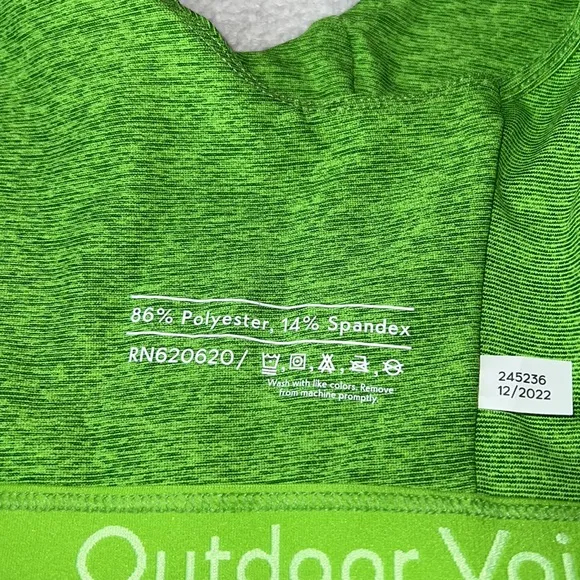 86% Polyester, 14% Spandex
RN620620/
Wash with like colors. Remove
from machine promptly.
245236
12/2022
Outdoor Voi